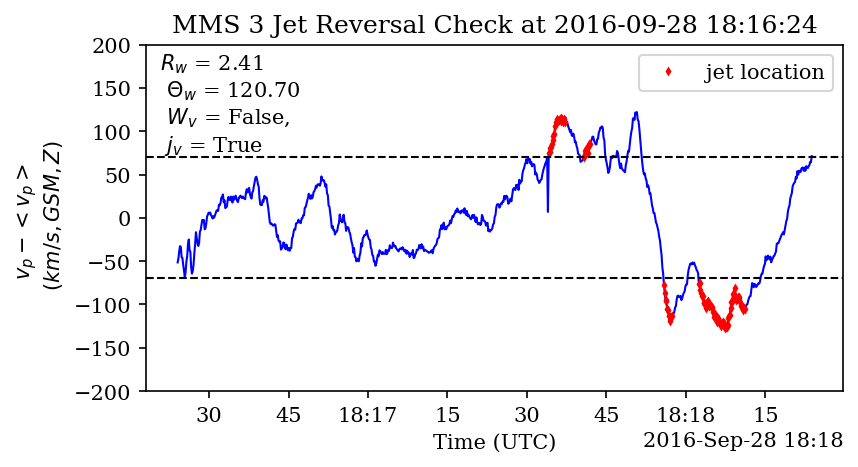 MMS 3 Jet Reversal Check at 2016-09-28 18:16:24
200
150
100
50
0
−50
−100
−150
−200
v_p − < v_p >
(km/s, GSM, Z)
R_w = 2.41
Θ_w = 120.70
W_v = False,
j_v = True
jet location
30 45 18:17 15 30 45 18:18 15
Time (UTC)
2016-Sep-28 18:18